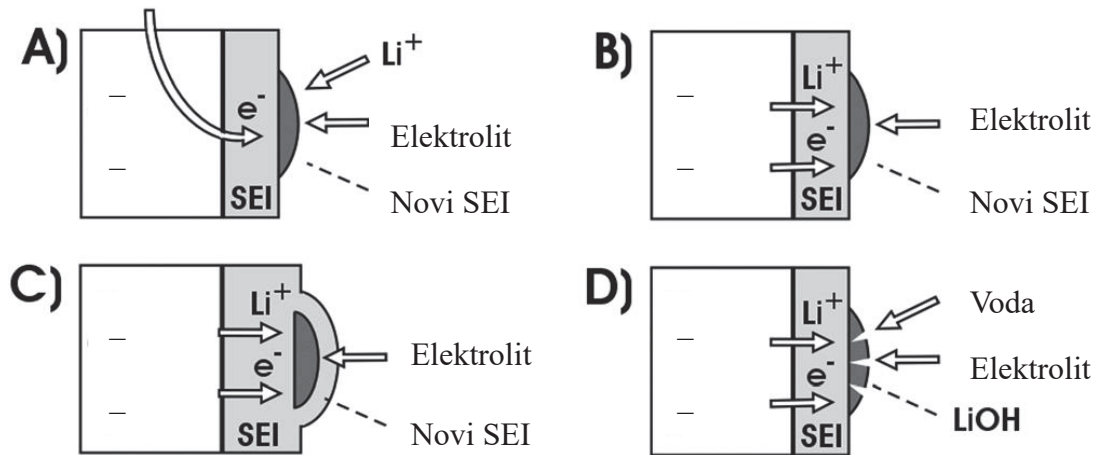 A)
Li+
–
e-
Elektrolit
–
SEI
Novi SEI
B)
Li+
–
Elektrolit
e-
–
SEI
Novi SEI
C)
Li+
–
Elektrolit
e-
–
SEI
Novi SEI
D)
Voda
Li+
–
Elektrolit
e-
–
LiOH
SEI